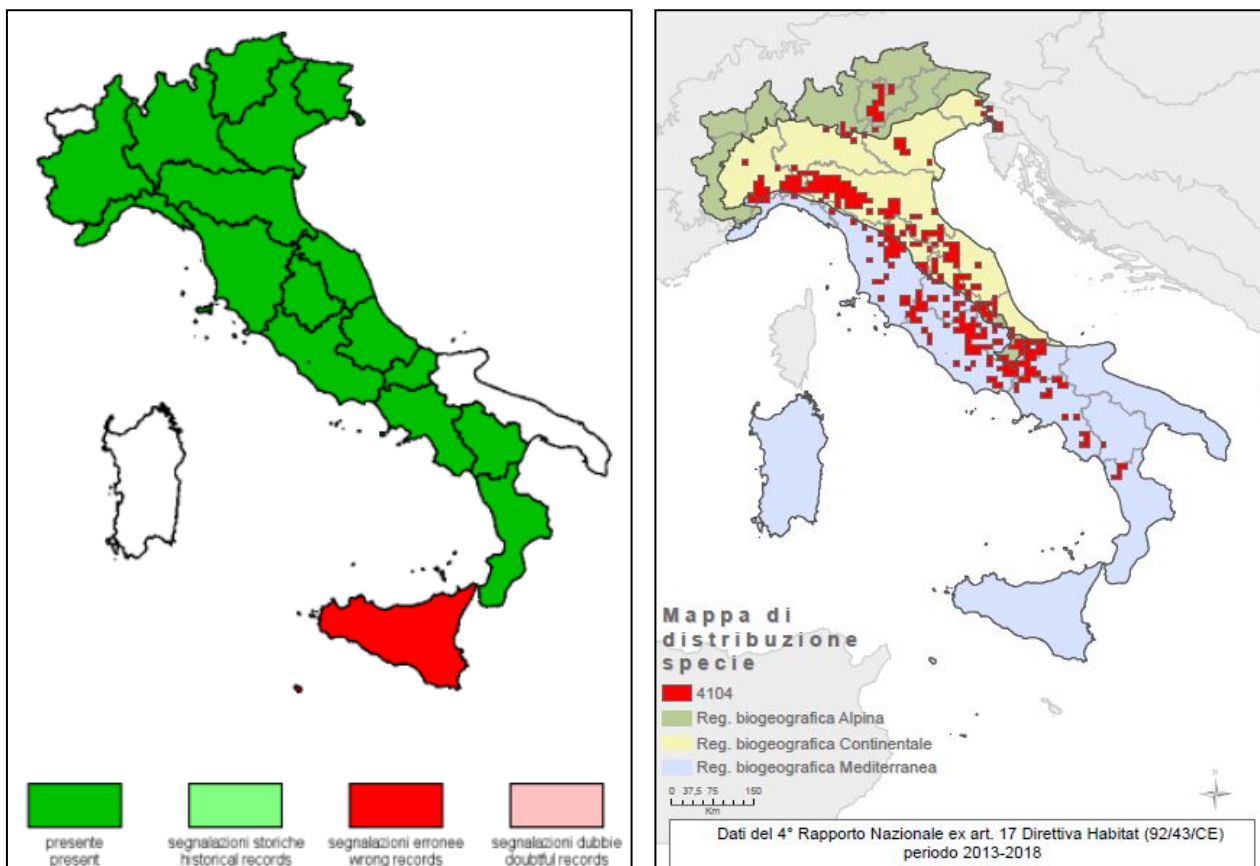 presente
present
segnalazioni storiche
historical records
segnalazioni erronee
wrong records
segnalazioni dubbie
doubtful records
Mappa di
distribuzione
specie
4104
Reg. biogeografica Alpina
Reg. biogeografica Continentale
Reg. biogeografica Mediterranea
0 37,5 75 150
Km
Dati del 4° Rapporto Nazionale ex art. 17 Direttiva Habitat (92/43/CE)
periodo 2013-2018